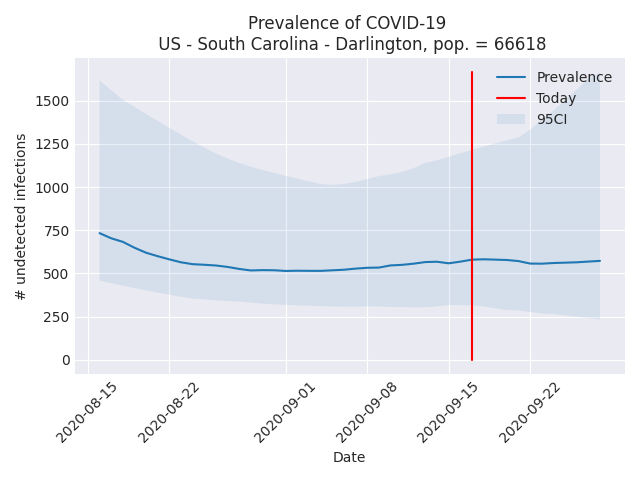 Prevalence of COVID-19
US - South Carolina - Darlington, pop. = 66618
Prevalence
Today
95CI
1500
1250
1000
750
500
250
0
# undetected infections
2020-08-15
2020-08-22
2020-09-01
2020-09-08
2020-09-15
2020-09-22
Date